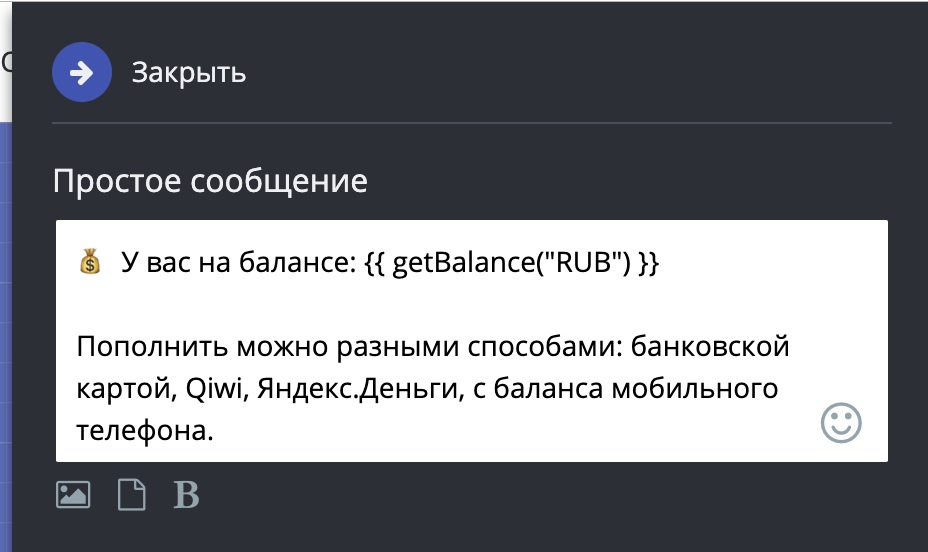 Закрыть
Простое сообщение
💰 У вас на балансе: {{ getBalance("RUB") }}
Пополнить можно разными способами: банковской
картой, Qiwi, Яндекс.Деньги, с баланса мобильного
телефона.
B